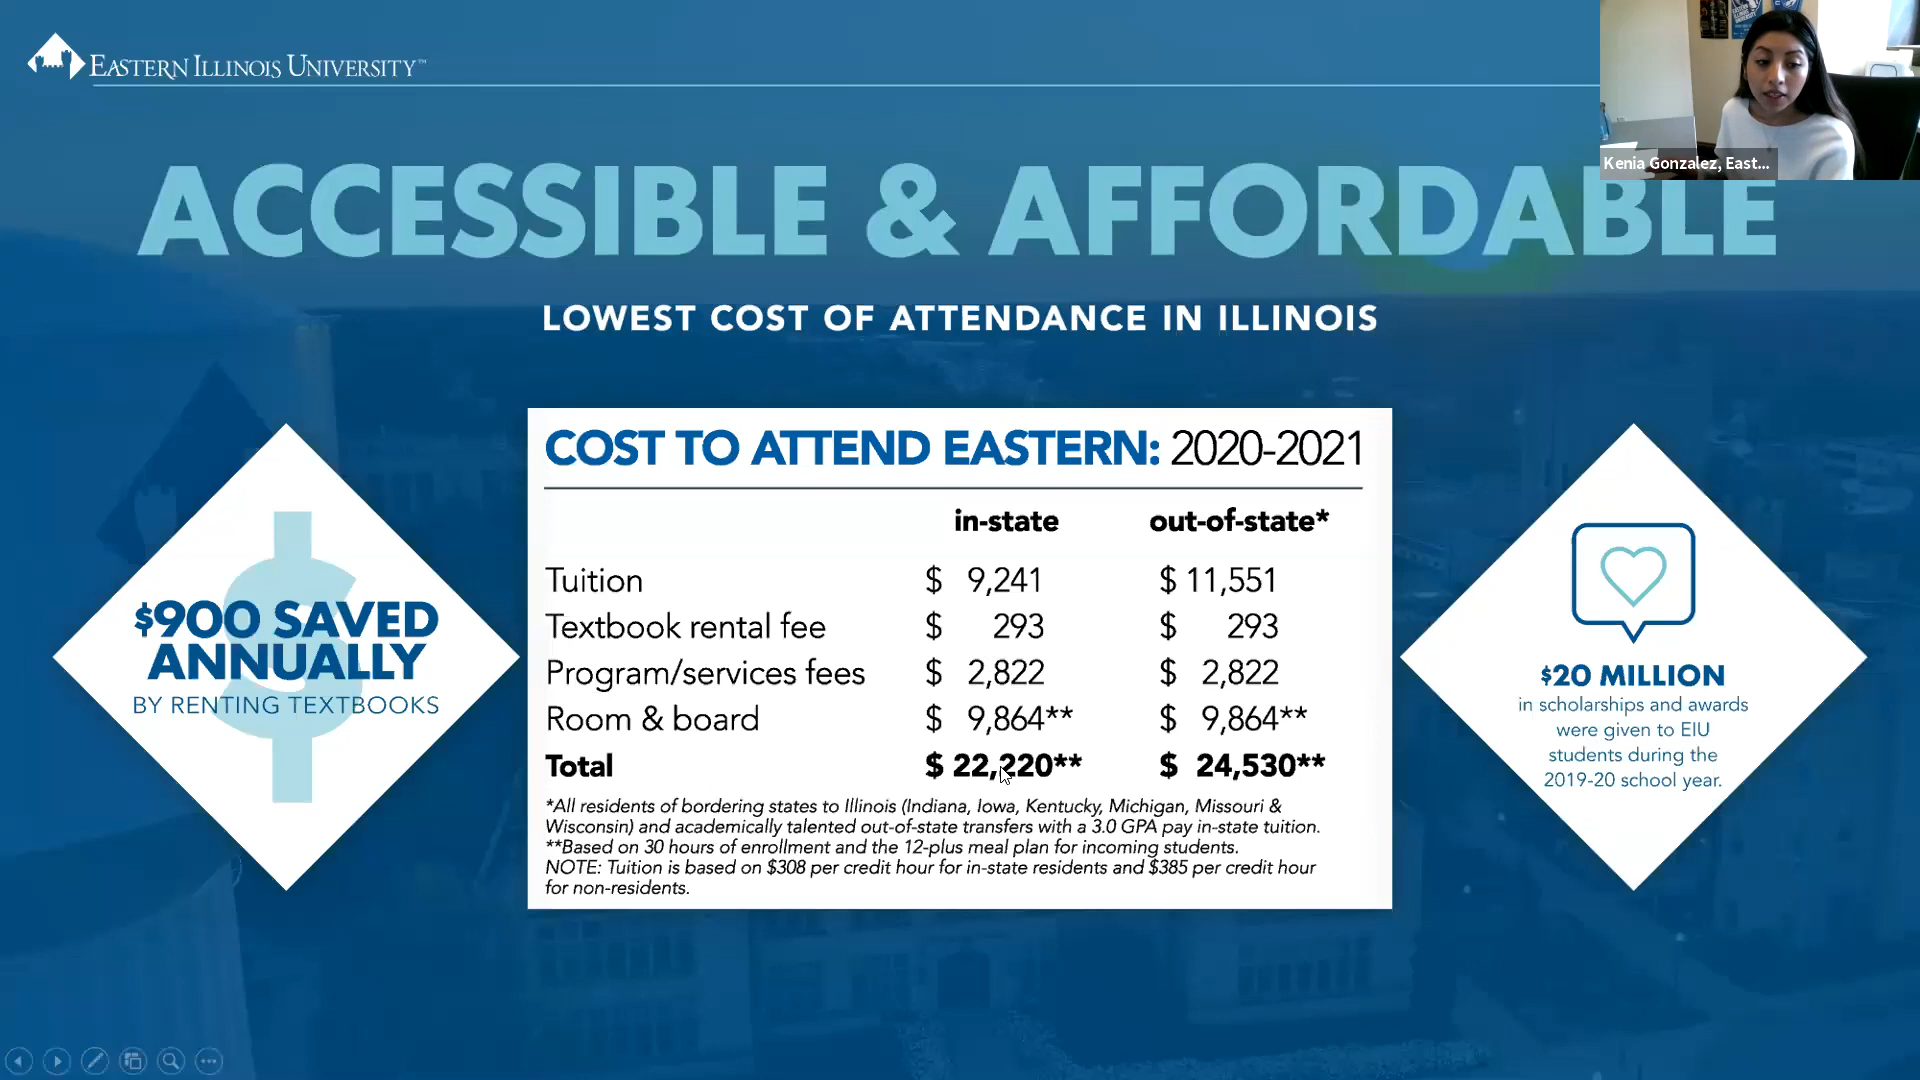 EASTERN ILLINOIS UNIVERSITY™
Kenia Gonzalez, East...
ACCESSIBLE & AFFORDABLE
LOWEST COST OF ATTENDANCE IN ILLINOIS
$900 SAVED
ANNUALLY
BY RENTING TEXTBOOKS
COST TO ATTEND EASTERN: 2020-2021
in-state out-of-state*
Tuition $ 9,241 $ 11,551
Textbook rental fee $ 293 $ 293
Program/services fees $ 2,822 $ 2,822
Room & board $ 9,864** $ 9,864**
Total $ 22,220** $ 24,530**
*All residents of bordering states to Illinois (Indiana, Iowa, Kentucky, Michigan, Missouri &
Wisconsin) and academically talented out-of-state transfers with a 3.0 GPA pay in-state tuition.
**Based on 30 hours of enrollment and the 12-plus meal plan for incoming students.
NOTE: Tuition is based on $308 per credit hour for in-state residents and $385 per credit hour
for non-residents.
$20 MILLION
in scholarships and awards
were given to EIU
students during the
2019-20 school year.